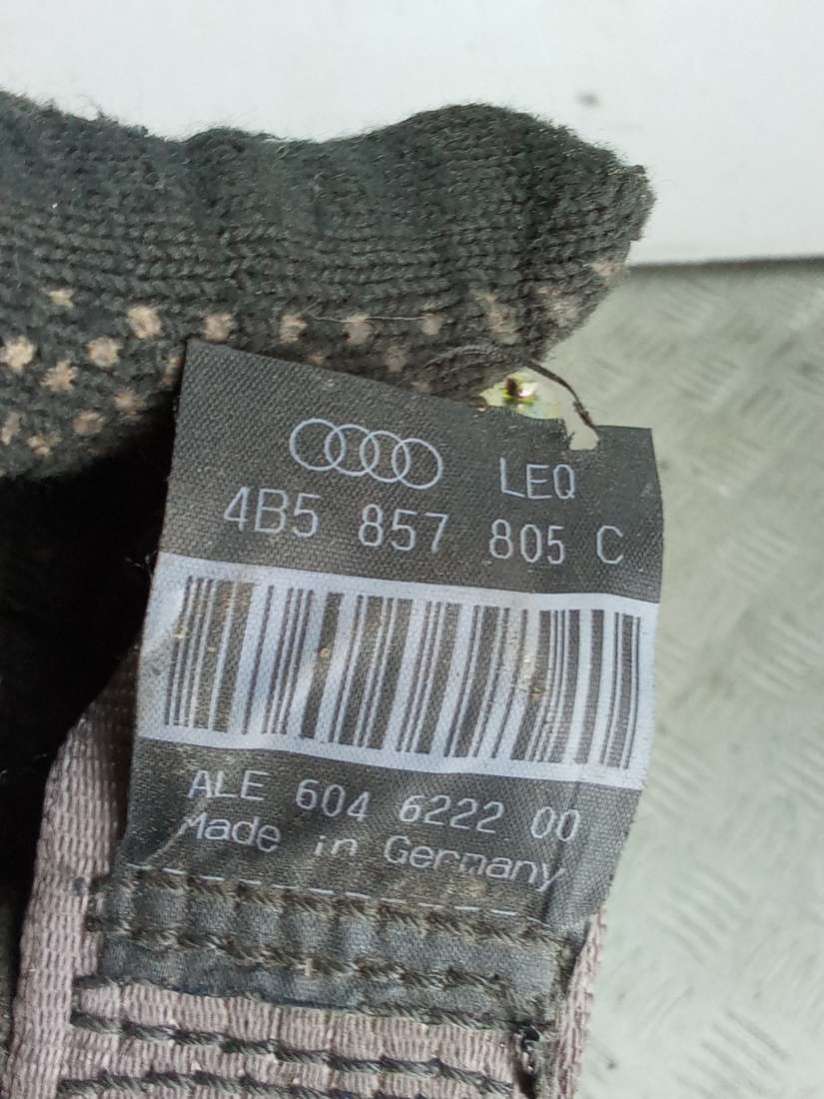 LEQ
4B5 857 805 C
ALE 604 6222 00
Made in Germany